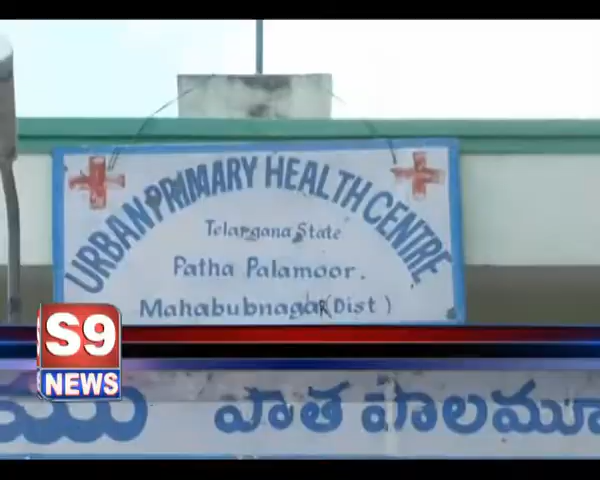 URBAN PRIMARY HEALTH CENTRE
Telangana State
Patha Palamoor.
Mahabubnagar (Dist)
S9
NEWS
పాత పాలమూ